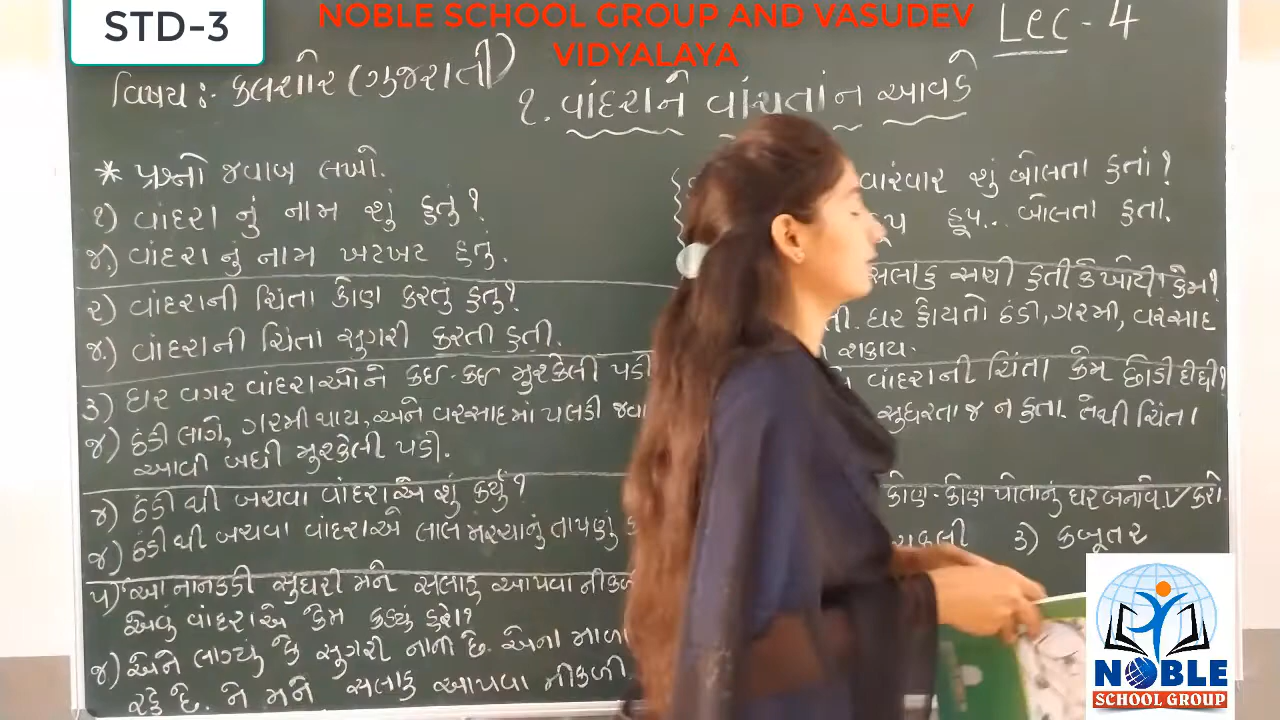 STD-3
NOBLE SCHOOL GROUP AND VASUDEV
VIDYALAYA
Lec - 4
વિષય :- કલશોર (ગુજરાતી)
૧. વાંદરાને વાંચતાં ન આવડે
* પ્રશ્નો જવાબ લખો.
૧) વાંદરા નું નામ શું હતું?
જ.) વાંદરા નું નામ ખટખટ હતું.
૨) વાંદરાની ચિંતા કોણ કરતું હતું?
જ.) વાંદરાની ચિંતા સુગરી કરતી હતી.
૩) ઘર વગર વાંદરાઓને કઈ-કઈ મુશ્કેલી પડી
જ) ઠંડી લાગે, ગરમી થાય, અને વરસાદમાં પલડી જવા
આવી બધી મુશ્કેલી પડી.
૪) ઠંડી થી બચવા વાંદરાએ શું કર્યું?
જ) ઠંડી થી બચવા વાંદરાએ લાલ મરચાનું તાપણું
૫) આ નાનકડી સુઘરી મને સલાહ આપવા નીકળી
એવું વાંદરાએ કેમ કહ્યું હશે?
જ) એને લાગ્યું કે સુગરી નાની છે. એના માળા
રહે છે. ને મને સલાહ આપવા નીકળી
વારંવાર શું બોલતા હતાં?
હૂપ... બોલતા હતા.
સલાહ સાચી હતી કે ખોટી? કેમ?
ઘર હોયતો ઠંડી, ગરમી, વરસાદ
શકાય.
વાંદરાની ચિંતા કેમ છોડી દીધી?
સુધરતા જ ન હતા. તેથી ચિંતા
કોણ-કોણ પોતાનું ઘર બનાવે. ✓ કરો.
૩) કબૂતર
NOBLE
SCHOOL GROUP